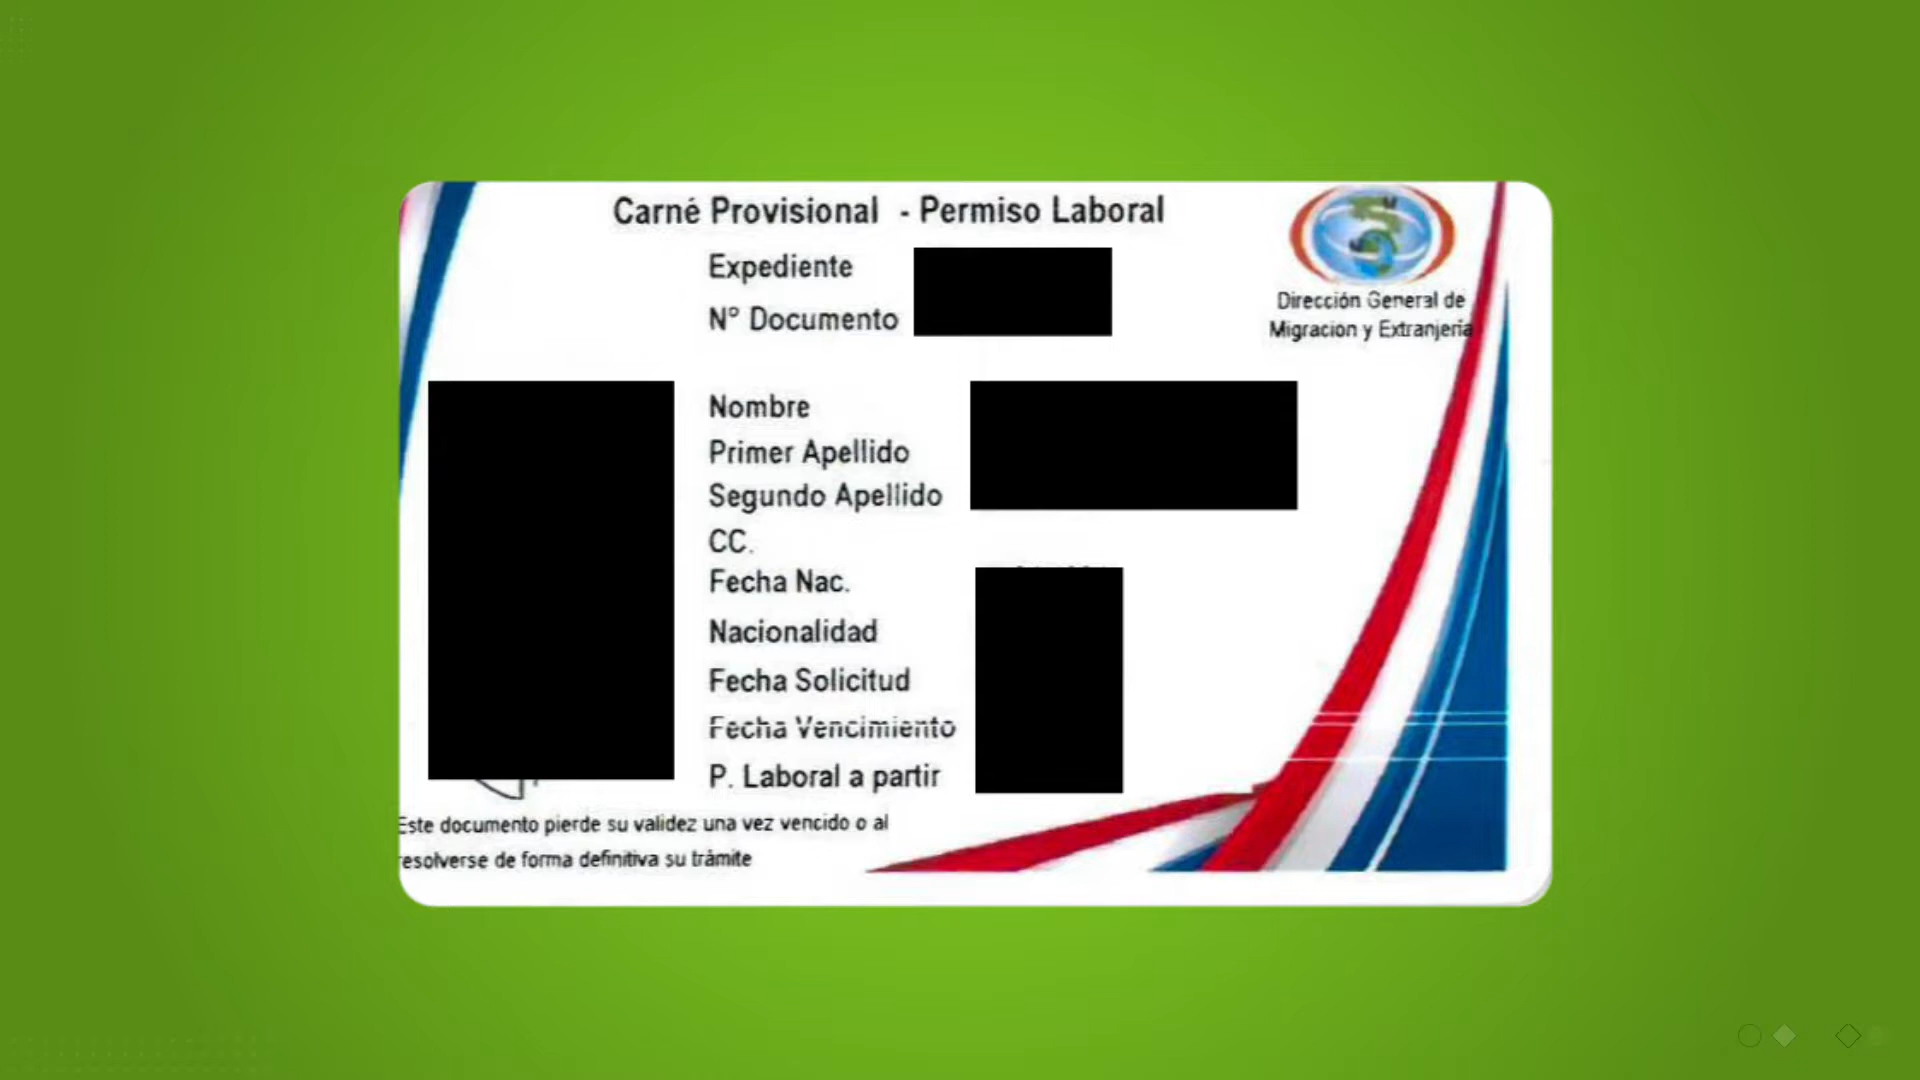 Carné Provisional - Permiso Laboral
Expediente
N° Documento
Dirección General de
Migracion y Extranjería
Nombre
Primer Apellido
Segundo Apellido
CC.
Fecha Nac.
Nacionalidad
Fecha Solicitud
Fecha Vencimiento
P. Laboral a partir
Este documento pierde su validez una vez vencido o al
resolverse de forma definitiva su trámite